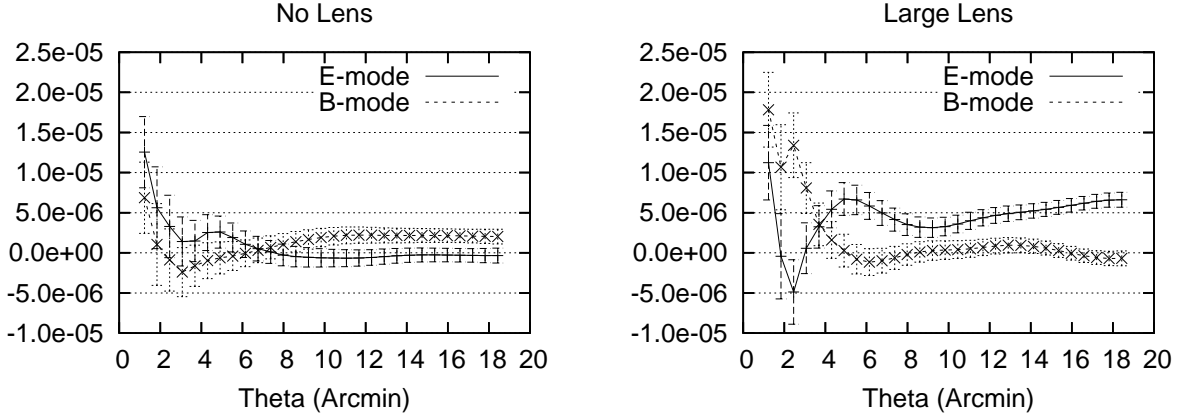 No Lens
2.5e-05
2.0e-05
1.5e-05
1.0e-05
5.0e-06
0.0e+00
-5.0e-06
-1.0e-05
E-mode
B-mode
0 2 4 6 8 10 12 14 16 18 20
Theta (Arcmin)
Large Lens
2.5e-05
2.0e-05
1.5e-05
1.0e-05
5.0e-06
0.0e+00
-5.0e-06
-1.0e-05
E-mode
B-mode
0 2 4 6 8 10 12 14 16 18 20
Theta (Arcmin)